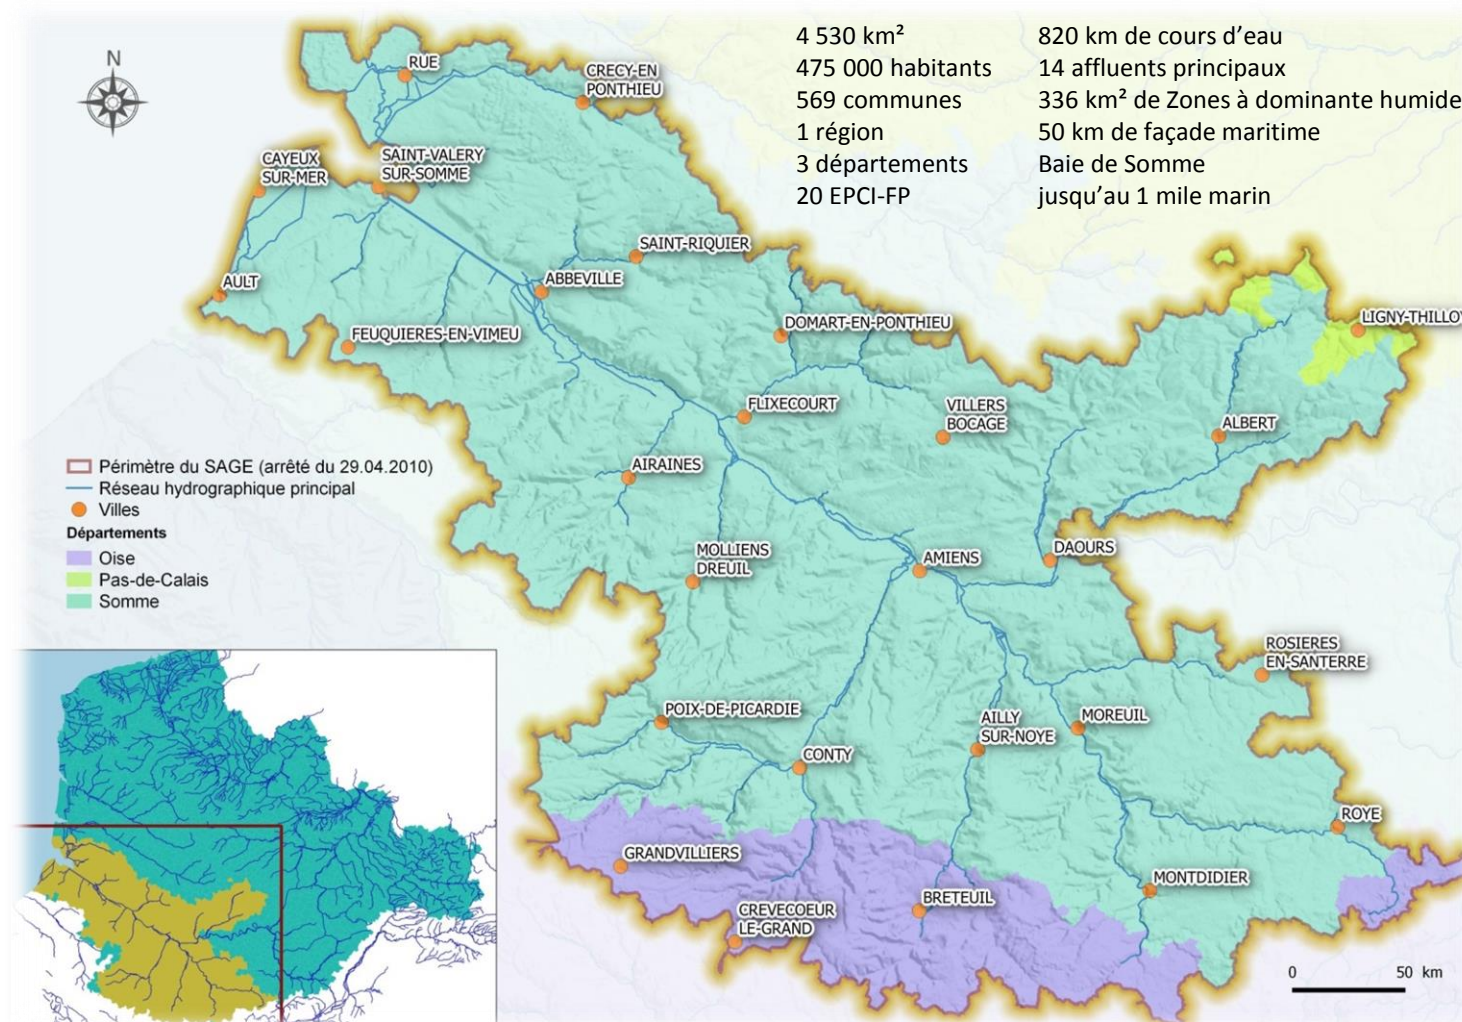 4 530 km²
475 000 habitants
569 communes
1 région
3 départements
20 EPCI-FP
820 km de cours d'eau
14 affluents principaux
336 km² de Zones à dominante humide
50 km de façade maritime
Baie de Somme
jusqu'au 1 mile marin
N
RUE
CRECY-EN
PONTHIEU
CAYEUX
SUR-MER
SAINT-VALERY
SUR-SOMME
SAINT-RIQUIER
ABBEVILLE
AULT
FEUQUIERES-EN-VIMEU
DOMART-EN-PONTHIEU
LIGNY-THILLOY
FLIXECOURT
VILLERS
BOCAGE
ALBERT
AIRAINES
Périmètre du SAGE (arrêté du 29.04.2010)
Réseau hydrographique principal
Villes
Départements
Oise
Pas-de-Calais
Somme
MOLLIENS
DREUIL
AMIENS
DAOURS
ROSIERES
EN-SANTERRE
POIX-DE-PICARDIE
AILLY
SUR-NOYE
MOREUIL
CONTY
ROYE
GRANDVILLIERS
MONTDIDIER
BRETEUIL
CREVECOEUR
LE-GRAND
0 50 km